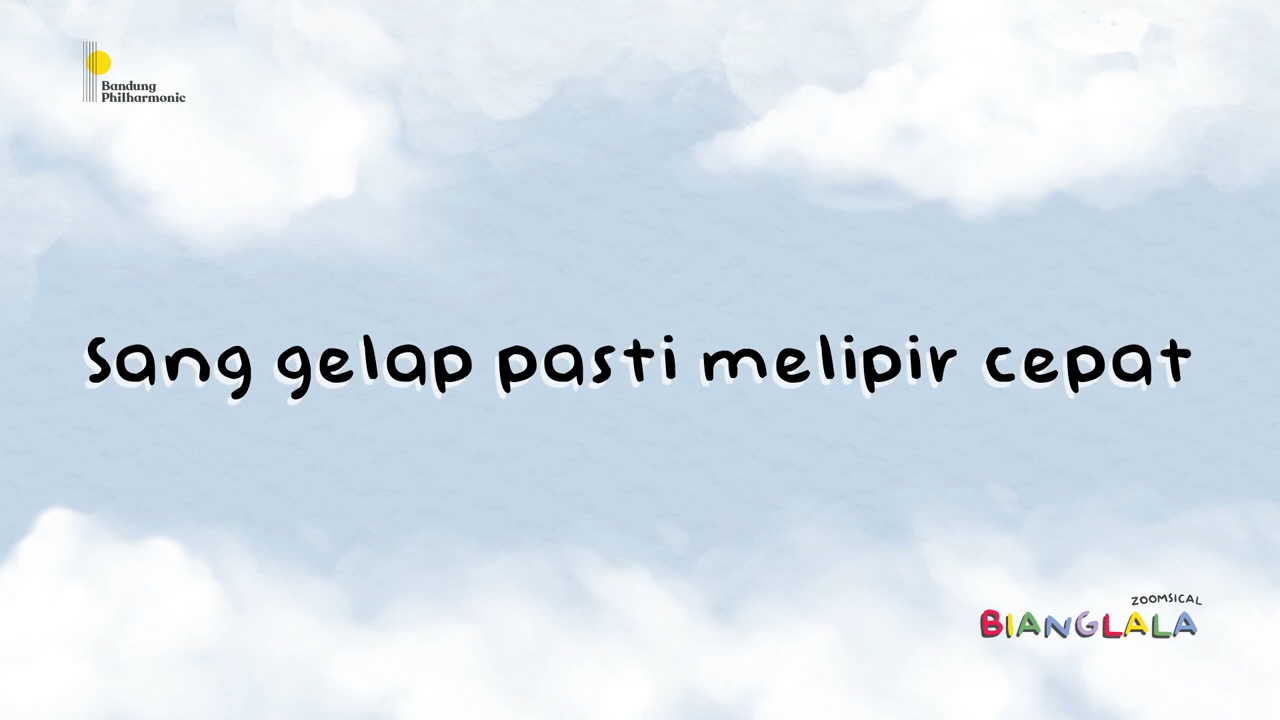 Bandung
Philharmonic
Sang gelap pasti melipir cepat
ZOOMSICAL
BIANGLALA